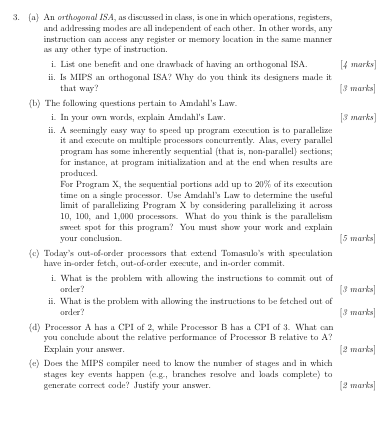 3. (a) An orthogonal ISA, as discussed in class, is one in which operations, registers,
and addressing modes are all independent of each other. In other words, any
instruction can access any register or memory location in the same manner
as any other type of instruction.
i. List one benefit and one drawback of having an orthogonal ISA. [4 marks]
ii. Is MIPS an orthogonal ISA? Why do you think its designers made it
that way? [3 marks]
(b) The following questions pertain to Amdahl's Law.
i. In your own words, explain Amdahl's Law. [3 marks]
ii. A seemingly easy way to speed up program execution is to parallelize
it and execute on multiple processors concurrently. Alas, every parallel
program has some inherently sequential (that is, non-parallel) sections;
for instance, at program initialization and at the end when results are
produced.
For Program X, the sequential portions add up to 20% of its execution
time on a single processor. Use Amdahl's Law to determine the useful
limit of parallelizing Program X by considering parallelizing it across
10, 100, and 1,000 processors. What do you think is the parallelism
sweet spot for this program? You must show your work and explain
your conclusion. [5 marks]
(c) Today's out-of-order processors that extend Tomasulo's with speculation
have in-order fetch, out-of-order execute, and in-order commit.
i. What is the problem with allowing the instructions to commit out of
order? [3 marks]
ii. What is the problem with allowing the instructions to be fetched out of
order? [3 marks]
(d) Processor A has a CPI of 2, while Processor B has a CPI of 3. What can
you conclude about the relative performance of Processor B relative to A?
Explain your answer. [2 marks]
(e) Does the MIPS compiler need to know the number of stages and in which
stages key events happen (e.g., branches resolve and loads complete) to
generate correct code? Justify your answer. [2 marks]